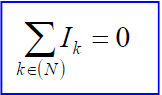 ∑ I_k = 0
k∈(N)